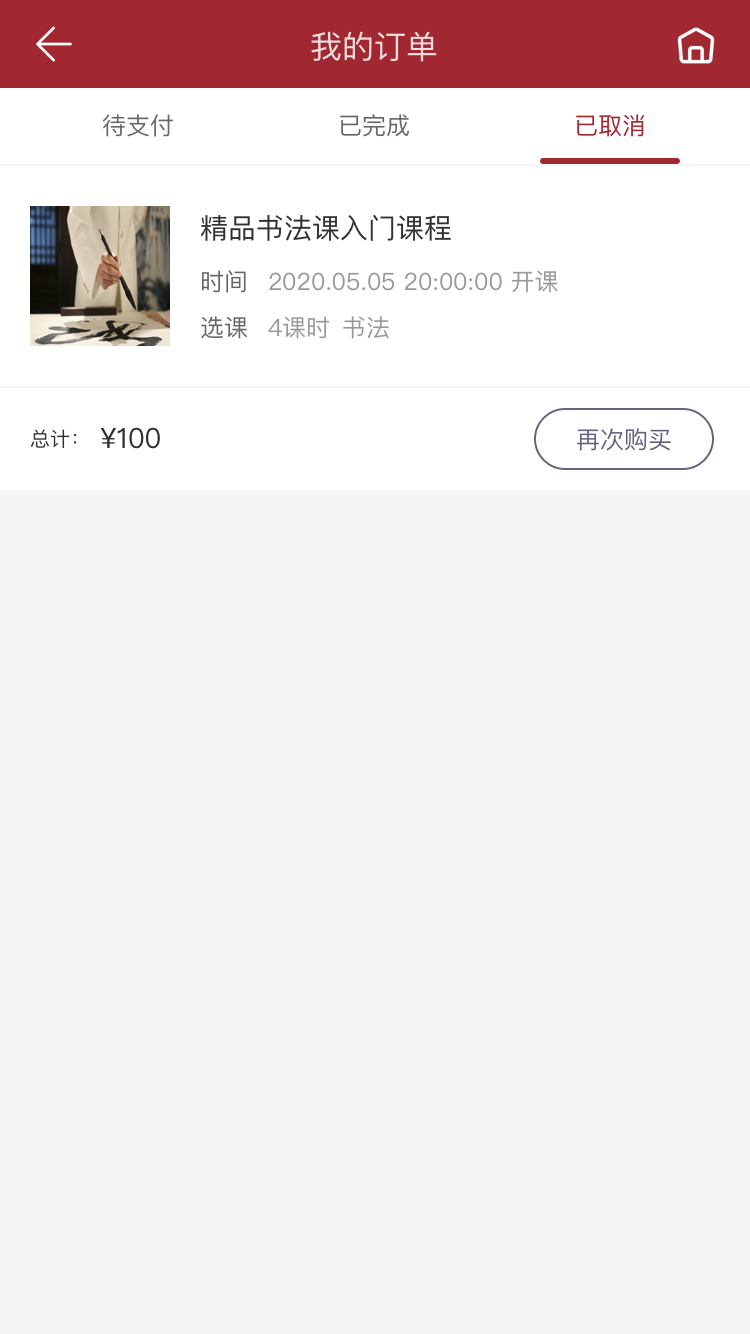 我的订单
待支付 已完成 已取消
精品书法课入门课程
时间 2020.05.05 20:00:00 开课
选课 4课时 书法
总计： ¥100 再次购买